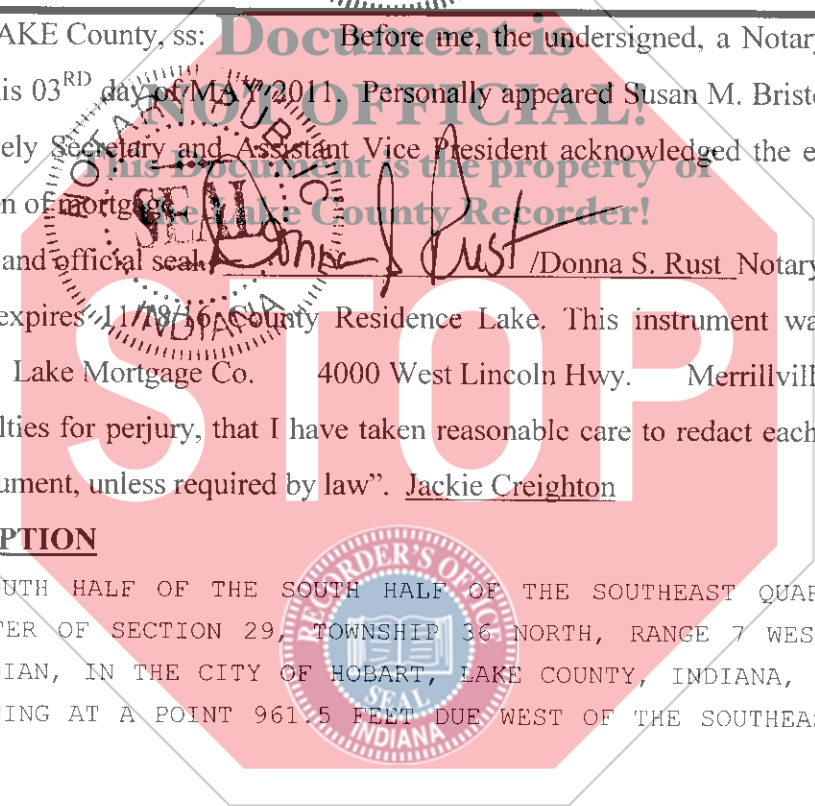 AKE County, ss: Before me, the undersigned, a Notary
is 03RD day of MAY 2011. Personally appeared Susan M. Briste
ely Secretary and Assistant Vice President acknowledged the e
n of mortgage
and official seal. Donna S Rust /Donna S. Rust Notary
expires 11/18/16 County Residence Lake. This instrument wa
Lake Mortgage Co. 4000 West Lincoln Hwy. Merrillvill
lties for perjury, that I have taken reasonable care to redact each
ument, unless required by law”. Jackie Creighton
PTION
UTH HALF OF THE SOUTH HALF OF THE SOUTHEAST QUAR
TER OF SECTION 29, TOWNSHIP 36 NORTH, RANGE 7 WES
DIAN, IN THE CITY OF HOBART, LAKE COUNTY, INDIANA,
NING AT A POINT 961.5 FEET DUE WEST OF THE SOUTHEAS
Document is
NOT OFFICIAL!
This Document is the property of
the Lake County Recorder!
STOP
NOTARY PUBLIC
SEAL
INDIANA
RECORDER'S OFFICE
SEAL
INDIANA